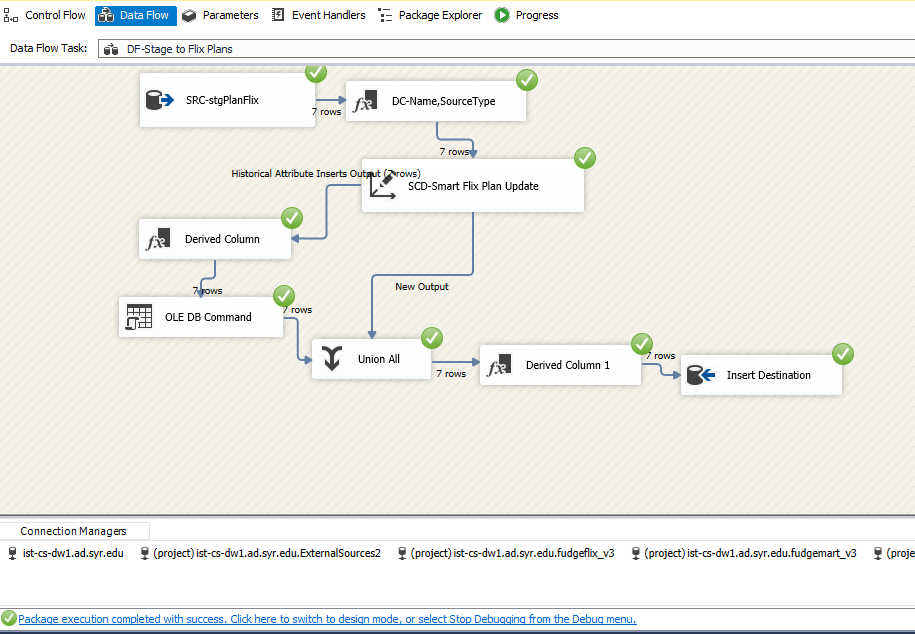 Control Flow Data Flow Parameters Event Handlers Package Explorer Progress
Data Flow Task: DF-Stage to Flix Plans
SRC-stgPlanFlix
7 rows
fx DC-Name,SourceType
7 rows
Historical Attribute Inserts Output (7 rows)
SCD-Smart Flix Plan Update
fx Derived Column
7 rows
New Output
OLE DB Command
7 rows
Union All
7 rows
fx Derived Column 1
7 rows
Insert Destination
Connection Managers
ist-cs-dw1.ad.syr.edu (project) ist-cs-dw1.ad.syr.edu.ExternalSources2 (project) ist-cs-dw1.ad.syr.edu.fudgeflix_v3 (project) ist-cs-dw1.ad.syr.edu.fudgemart_v3 (proje
Package execution completed with success. Click here to switch to design mode, or select Stop Debugging from the Debug menu.